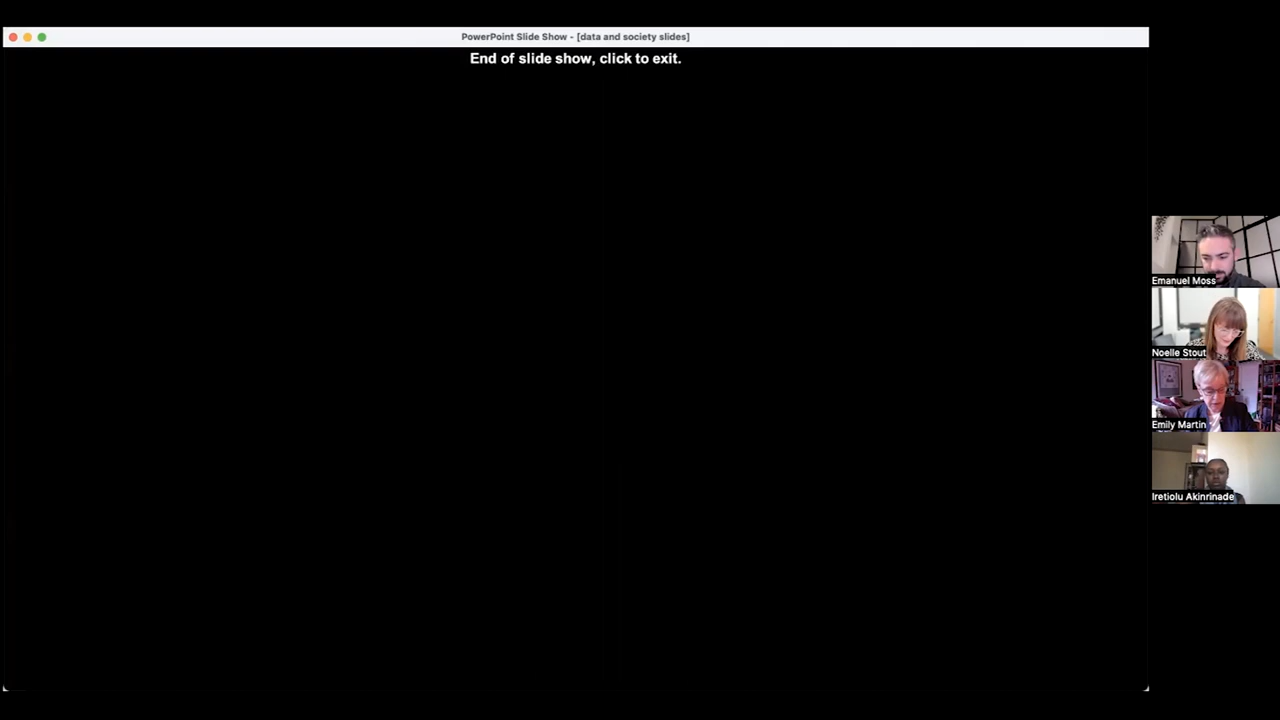 PowerPoint Slide Show - [data and society slides]
End of slide show, click to exit.
Emanuel Moss
Noelle Stout
Emily Martin
Iretiolu Akinrinade